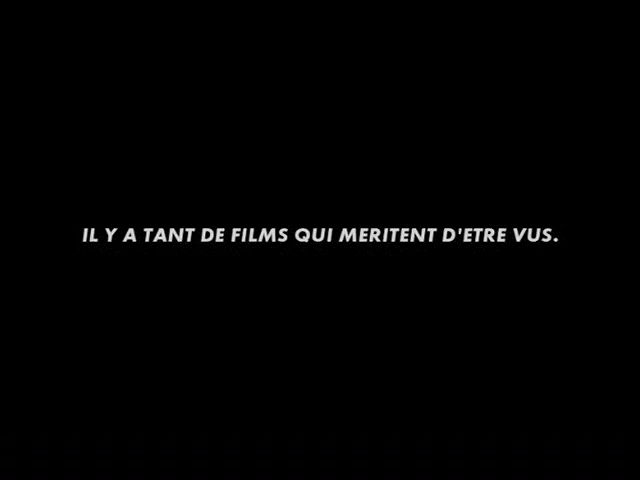 IL Y A TANT DE FILMS QUI MERITENT D'ETRE VUS.